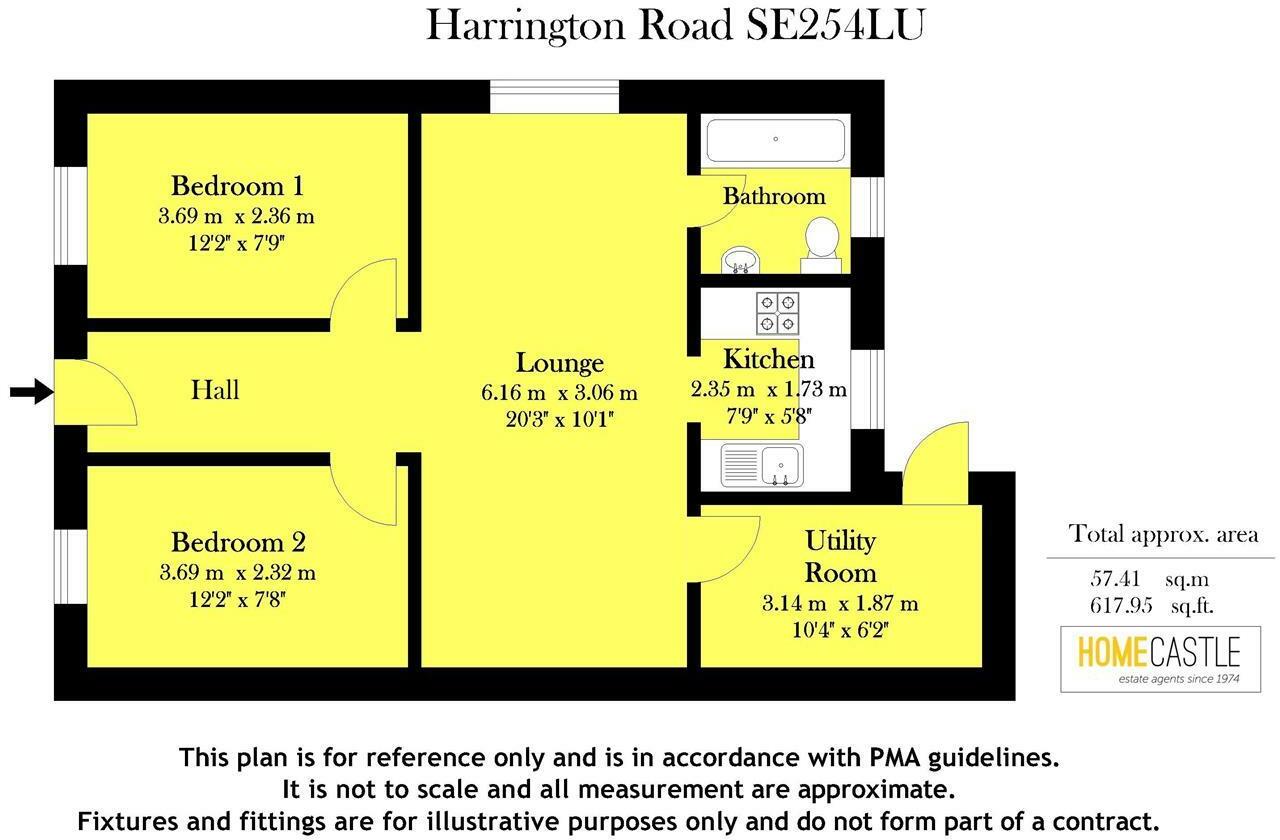 Harrington Road SE254LU
Bedroom 1
3.69 m x 2.36 m
12'2" x 7'9"
Bathroom
Hall
Lounge
6.16 m x 3.06 m
20'3" x 10'1"
Kitchen
2.35 m x 1.73 m
7'9" x 5'8"
Bedroom 2
3.69 m x 2.32 m
12'2" x 7'8"
Utility
Room
3.14 m x 1.87 m
10'4" x 6'2"
Total approx. area
57.41 sq.m
617.95 sq.ft.
HOMECASTLE
estate agents since 1974
This plan is for reference only and is in accordance with PMA guidelines.
It is not to scale and all measurement are approximate.
Fixtures and fittings are for illustrative purposes only and do not form part of a contract.